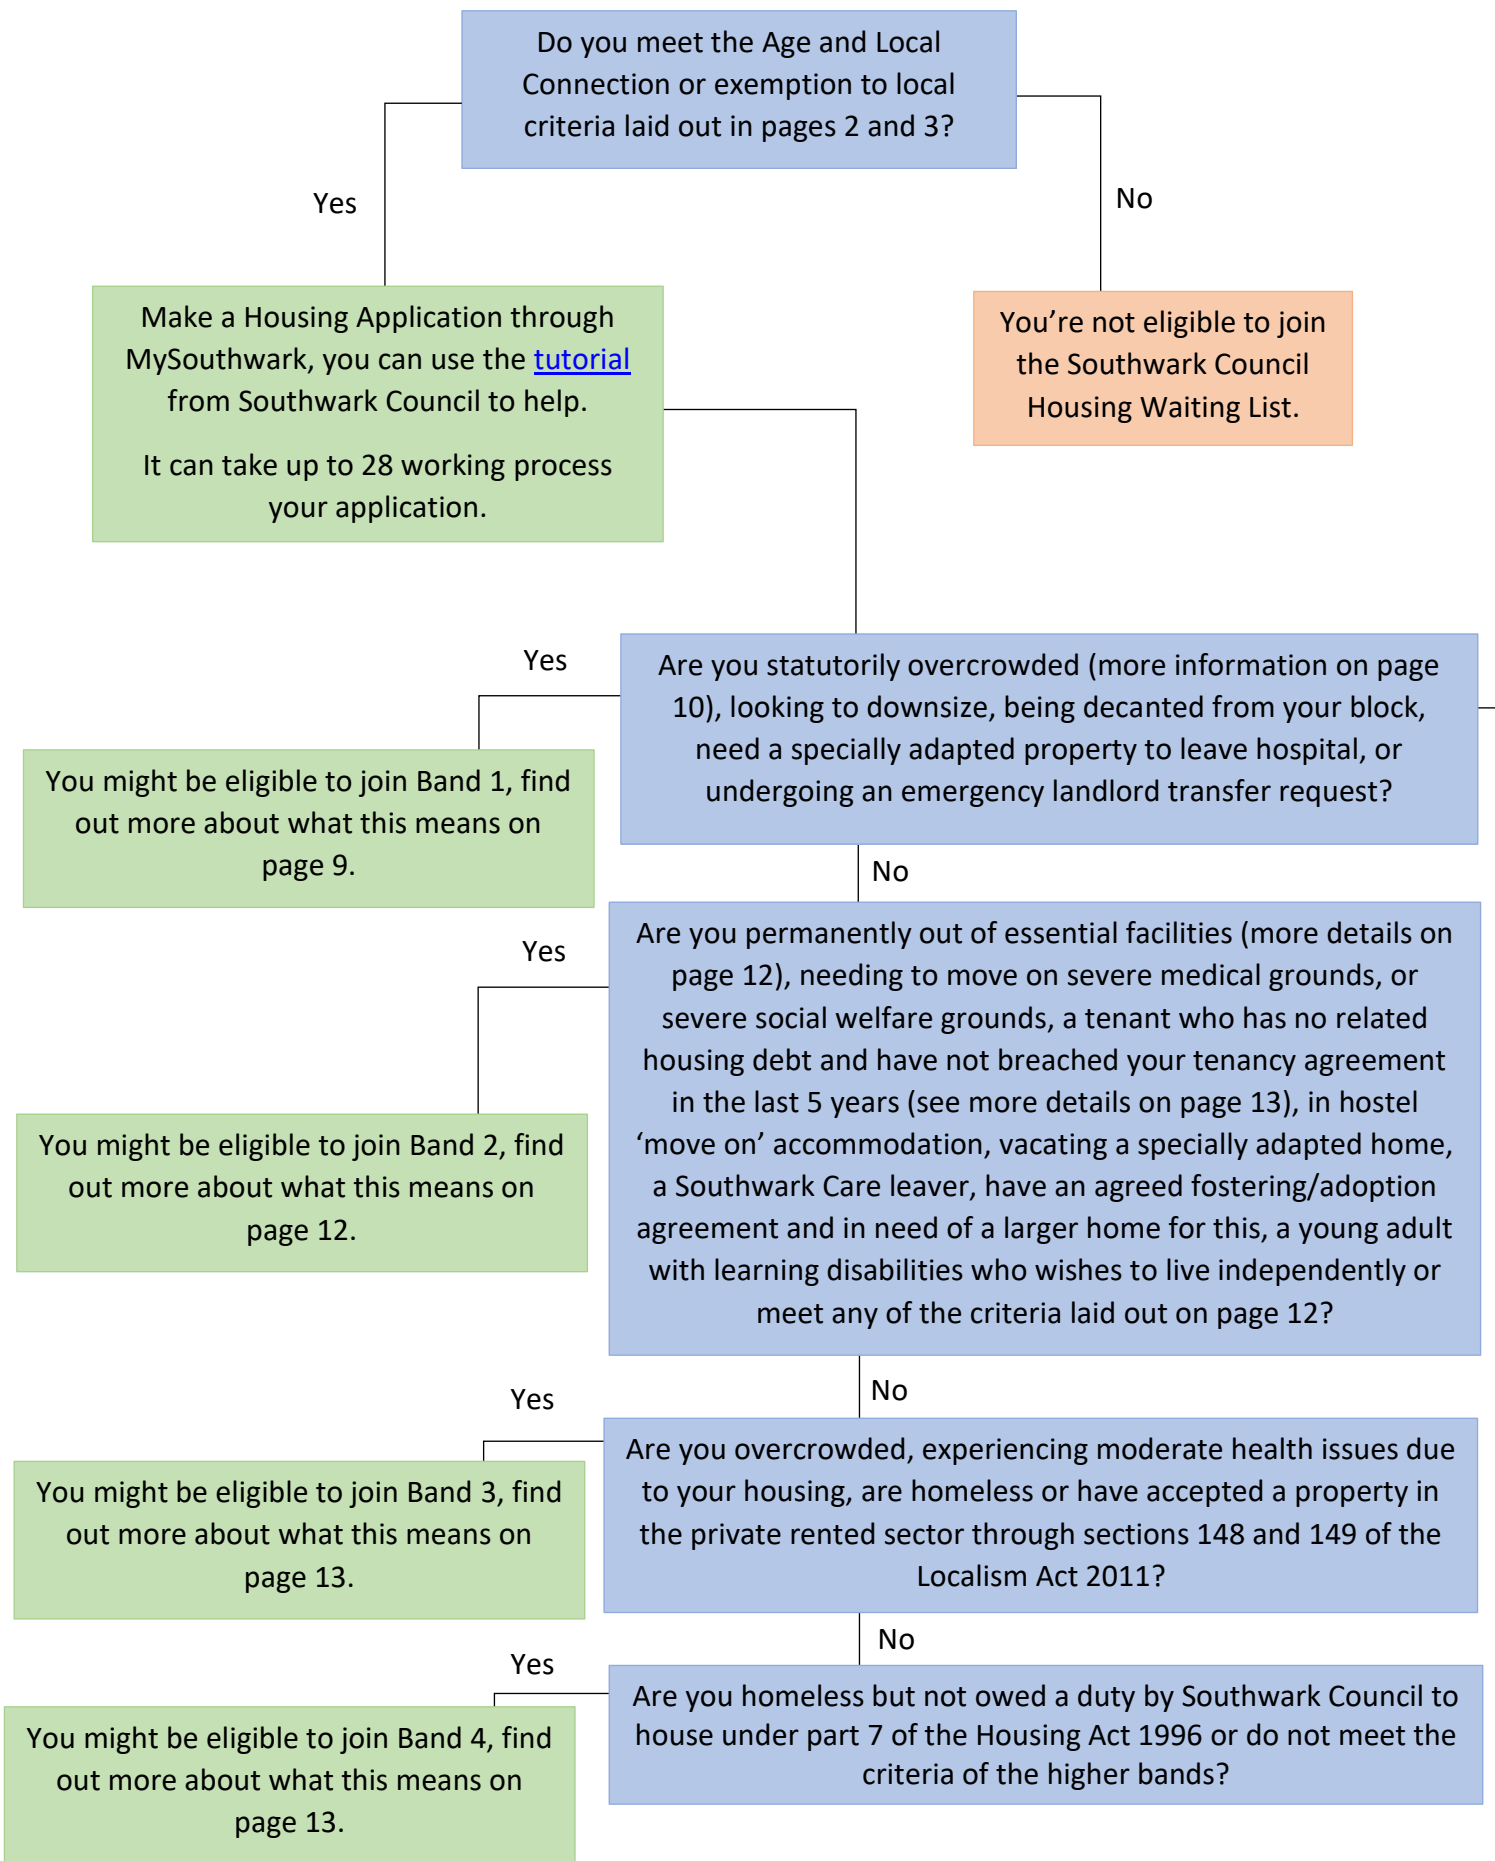 Do you meet the Age and Local
Connection or exemption to local
criteria laid out in pages 2 and 3?
Yes
No
Make a Housing Application through
MySouthwark, you can use the tutorial
from Southwark Council to help.
It can take up to 28 working process
your application.
You're not eligible to join
the Southwark Council
Housing Waiting List.
Yes
Are you statutorily overcrowded (more information on page
10), looking to downsize, being decanted from your block,
need a specially adapted property to leave hospital, or
undergoing an emergency landlord transfer request?
You might be eligible to join Band 1, find
out more about what this means on
page 9.
No
Yes
Are you permanently out of essential facilities (more details on
page 12), needing to move on severe medical grounds, or
severe social welfare grounds, a tenant who has no related
housing debt and have not breached your tenancy agreement
in the last 5 years (see more details on page 13), in hostel
‘move on’ accommodation, vacating a specially adapted home,
a Southwark Care leaver, have an agreed fostering/adoption
agreement and in need of a larger home for this, a young adult
with learning disabilities who wishes to live independently or
meet any of the criteria laid out on page 12?
You might be eligible to join Band 2, find
out more about what this means on
page 12.
No
Yes
Are you overcrowded, experiencing moderate health issues due
to your housing, are homeless or have accepted a property in
the private rented sector through sections 148 and 149 of the
Localism Act 2011?
You might be eligible to join Band 3, find
out more about what this means on
page 13.
No
Yes
Are you homeless but not owed a duty by Southwark Council to
house under part 7 of the Housing Act 1996 or do not meet the
criteria of the higher bands?
You might be eligible to join Band 4, find
out more about what this means on
page 13.